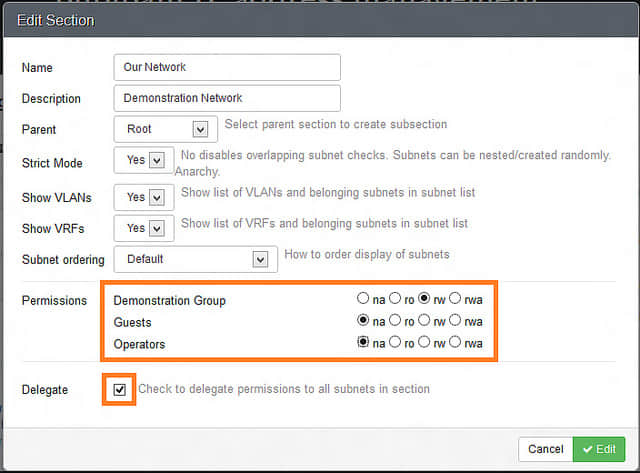 Edit Section
Name Our Network
Description Demonstration Network
Parent Root Select parent section to create subsection
Strict Mode Yes No disables overlapping subnet checks. Subnets can be nested/created randomly.
Anarchy.
Show VLANs Yes Show list of VLANs and belonging subnets in subnet list
Show VRFs Yes Show list of VRFs and belonging subnets in subnet list
Subnet ordering Default How to order display of subnets
Permissions Demonstration Group na ro rw rwa
Guests na ro rw rwa
Operators na ro rw rwa
Delegate Check to delegate permissions to all subnets in section
Cancel Edit